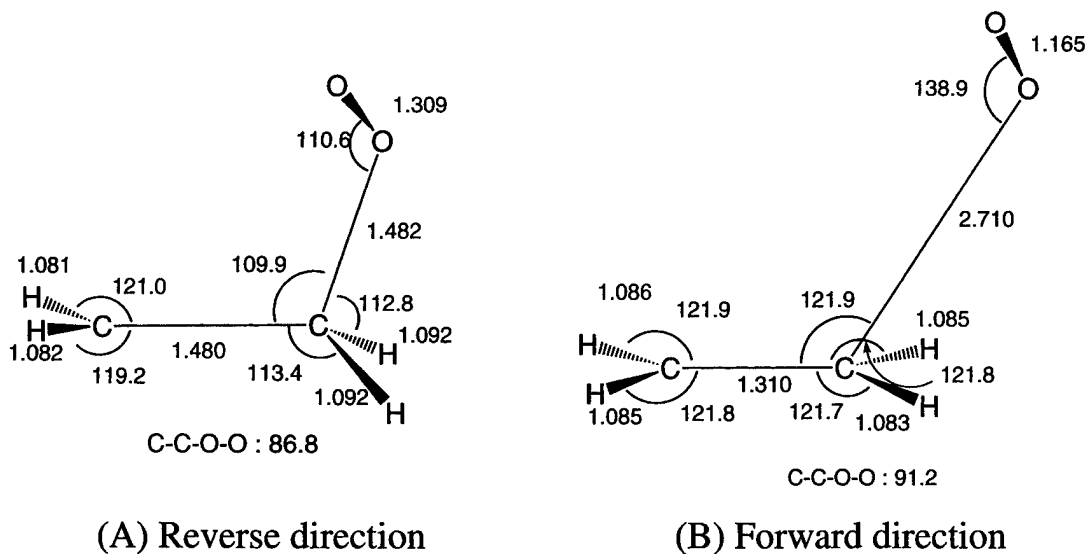 O
1.309
O
110.6
1.482
109.9
1.081
121.0
112.8
H
H
C
C
H
1.092
1.082
1.480
119.2
113.4
1.092
H
C-C-O-O : 86.8
(A) Reverse direction
O
1.165
O
138.9
2.710
1.086
121.9
121.9
1.085
H
H
C
C
H
H
1.310
121.8
1.085
121.8
121.7
1.083
C-C-O-O : 91.2
(B) Forward direction